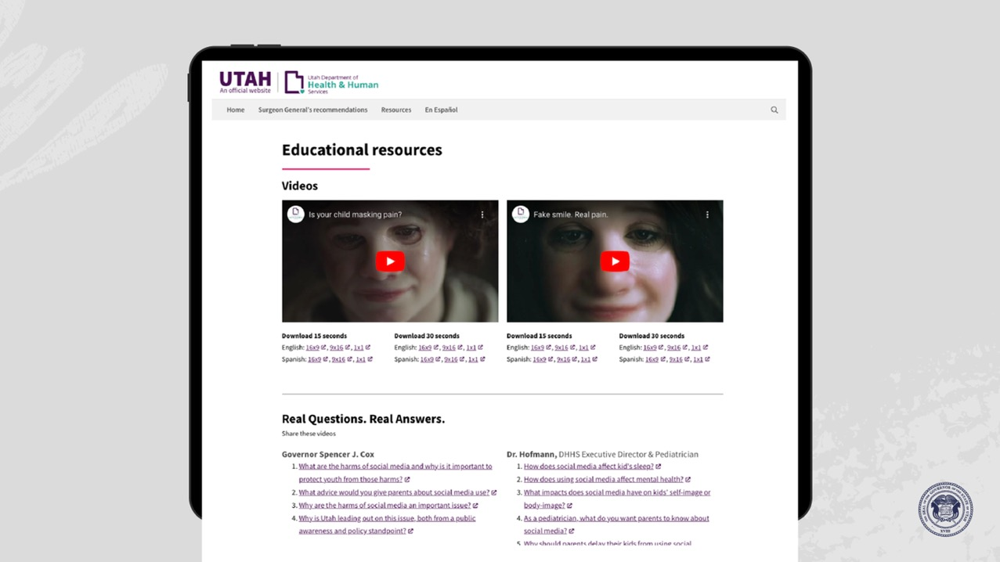 UTAH
An official website
Utah Department of
Health & Human
Services
Home Surgeon General's recommendations Resources En Español
Educational resources
Videos
Is your child masking pain?
Fake smile. Real pain.
Download 15 seconds
English: 16x9, 9x16, 1x1
Spanish: 16x9, 9x16, 1x1
Download 30 seconds
English: 16x9, 9x16, 1x1
Spanish: 16x9, 9x16, 1x1
Download 15 seconds
English: 16x9, 9x16, 1x1
Spanish: 16x9, 9x16, 1x1
Download 30 seconds
English: 16x9, 9x16, 1x1
Spanish: 16x9, 9x16, 1x1
Real Questions. Real Answers.
Share these videos
Governor Spencer J. Cox
1. What are the harms of social media and why is it important to
protect youth from those harms?
2. What advice would you give parents about social media use?
3. Why are the harms of social media an important issue?
4. Why is Utah leading out on this issue, both from a public
awareness and policy standpoint?
Dr. Hofmann, DHHS Executive Director & Pediatrician
1. How does social media affect kid's sleep?
2. How does using social media affect mental health?
3. What impacts does social media have on kids' self-image or
body-image?
4. As a pediatrician, what do you want parents to know about
social media?
5. Why should parents delay their kids from using social
XVIII